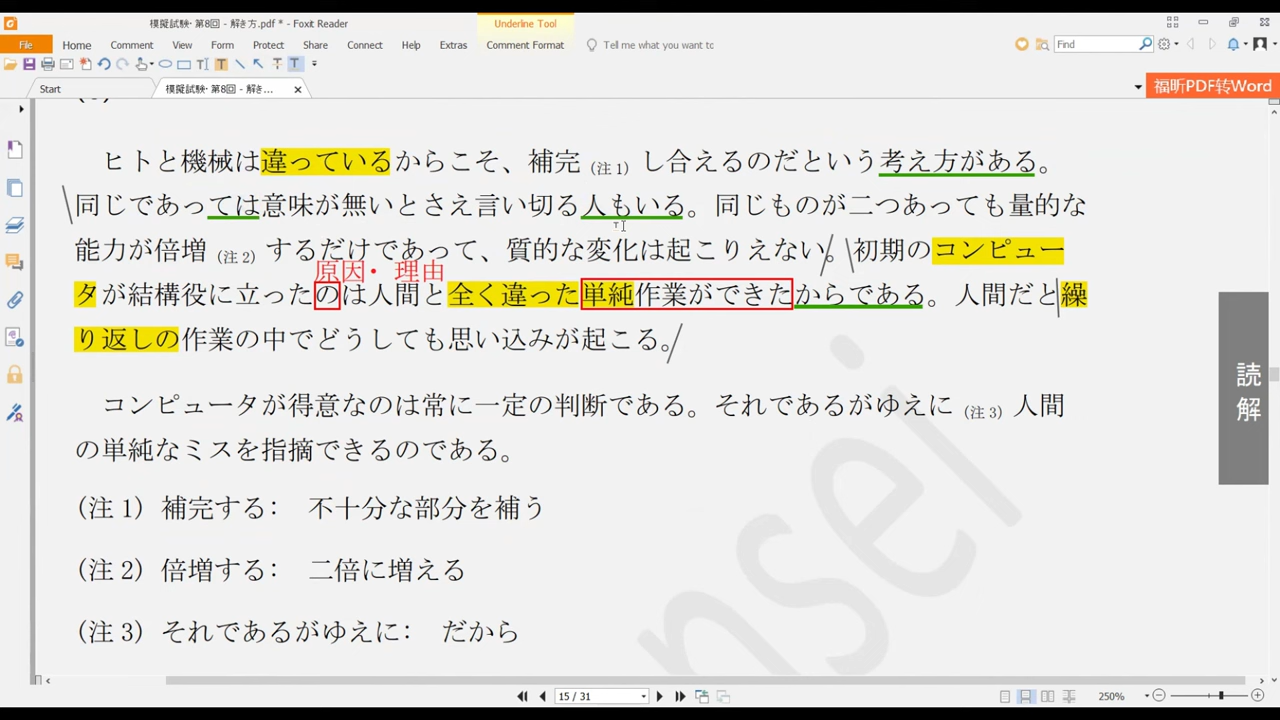 模擬試験· 第8回 - 解き方.pdf * - Foxit Reader
Underline Tool
File Home Comment View Form Protect Share Connect Help Extras Comment Format Tell me what you want tc
Find
Start 模擬試験· 第8回 - 解き...
福昕PDF转Word
ヒトと機械は違っているからこそ、補完(注1)し合えるのだという考え方がある。
同じであっては意味が無いとさえ言い切る人もいる。同じものが二つあっても量的な
能力が倍増(注2)するだけであって、質的な変化は起こりえない。初期のコンピュー
原因・理由
タが結構役に立ったのは人間と全く違った単純作業ができたからである。人間だと繰
り返しの作業の中でどうしても思い込みが起こる。
コンピュータが得意なのは常に一定の判断である。それであるがゆえに(注3)人間
の単純なミスを指摘できるのである。
(注1) 補完する： 不十分な部分を補う
(注2) 倍増する： 二倍に増える
(注3) それであるがゆえに： だから
読解
nsei
15 / 31
250%